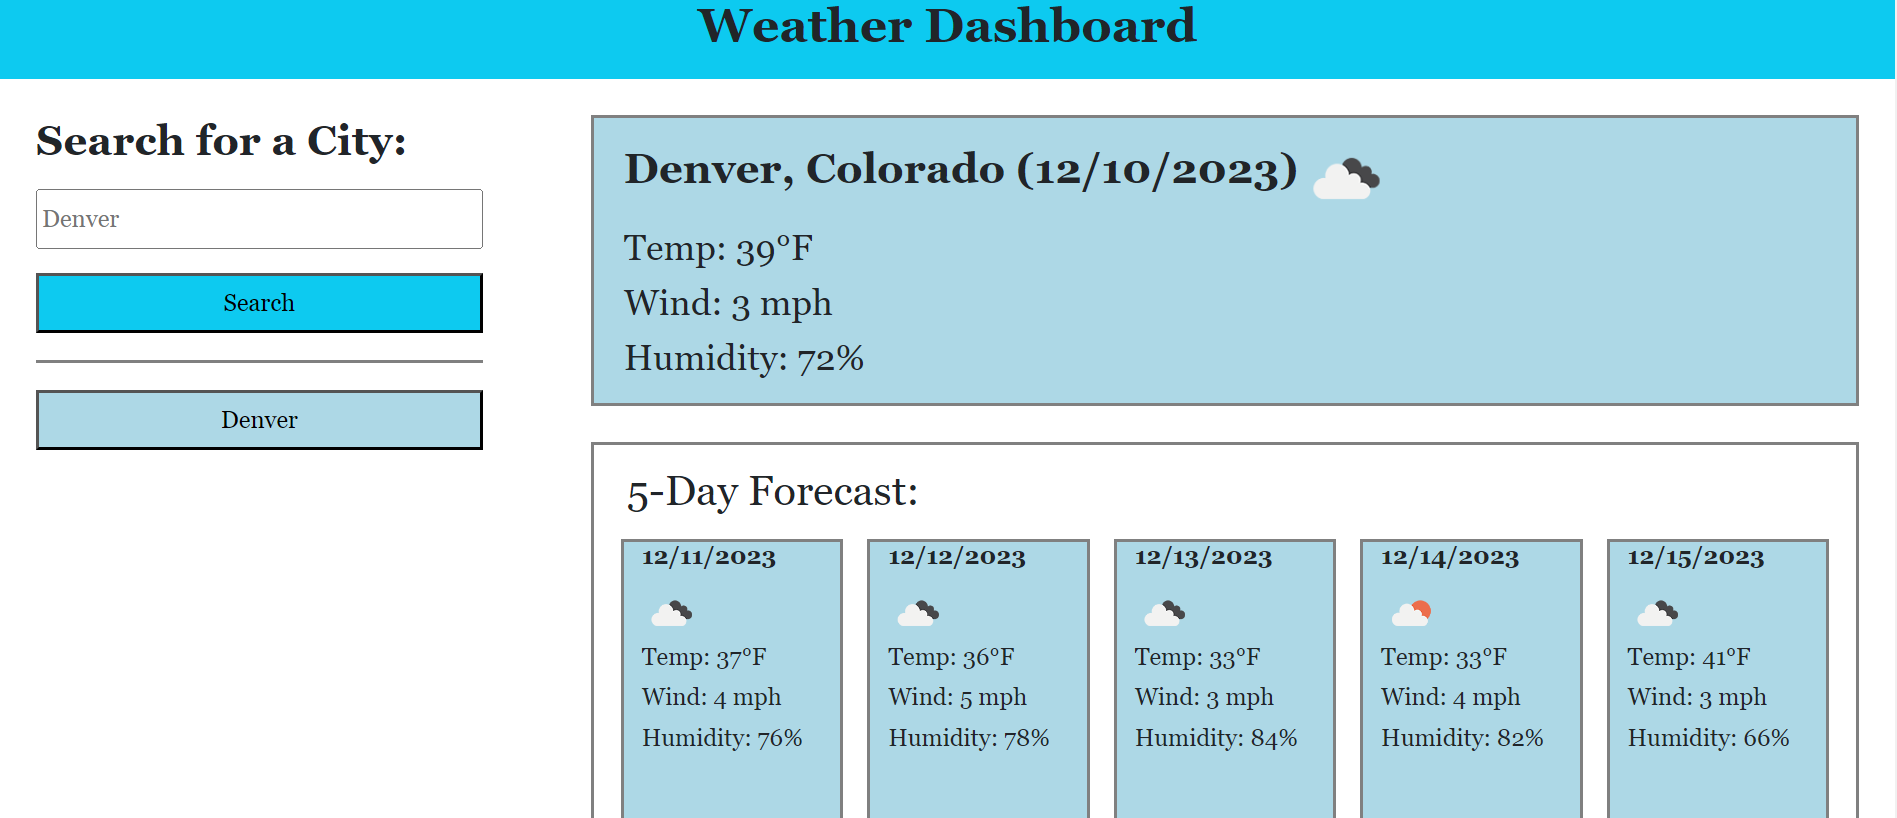 Weather Dashboard
Search for a City:
Denver
Search
Denver
Denver, Colorado (12/10/2023)
Temp: 39°F
Wind: 3 mph
Humidity: 72%
5-Day Forecast:
12/11/2023
Temp: 37°F
Wind: 4 mph
Humidity: 76%
12/12/2023
Temp: 36°F
Wind: 5 mph
Humidity: 78%
12/13/2023
Temp: 33°F
Wind: 3 mph
Humidity: 84%
12/14/2023
Temp: 33°F
Wind: 4 mph
Humidity: 82%
12/15/2023
Temp: 41°F
Wind: 3 mph
Humidity: 66%